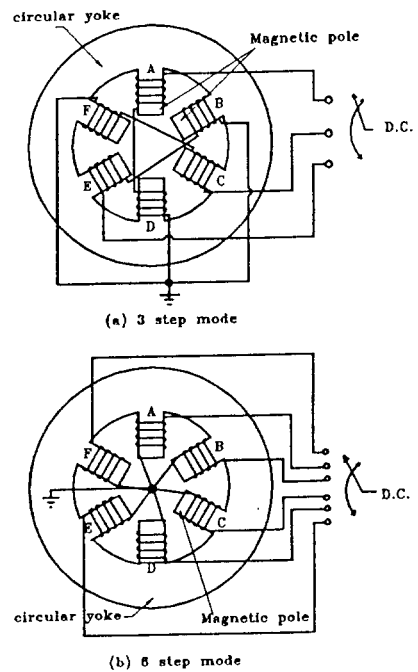 circular yoke
Magnetic pole
A
B
F
D.C.
E
C
D
(a) 3 step mode
A
F
B
D.C.
E
C
D
circular yoke
Magnetic pole
(b) 6 step mode